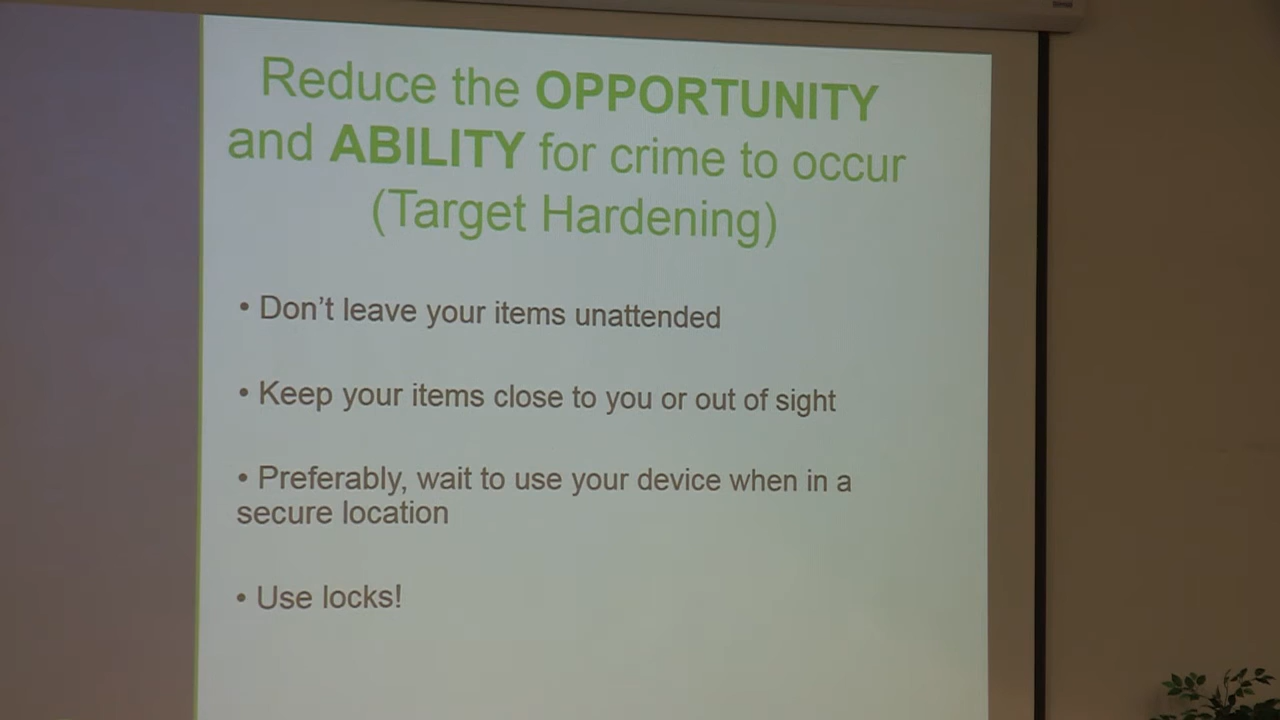 Reduce the OPPORTUNITY
and ABILITY for crime to occur
(Target Hardening)
• Don't leave your items unattended
• Keep your items close to you or out of sight
• Preferably, wait to use your device when in a
secure location
• Use locks!